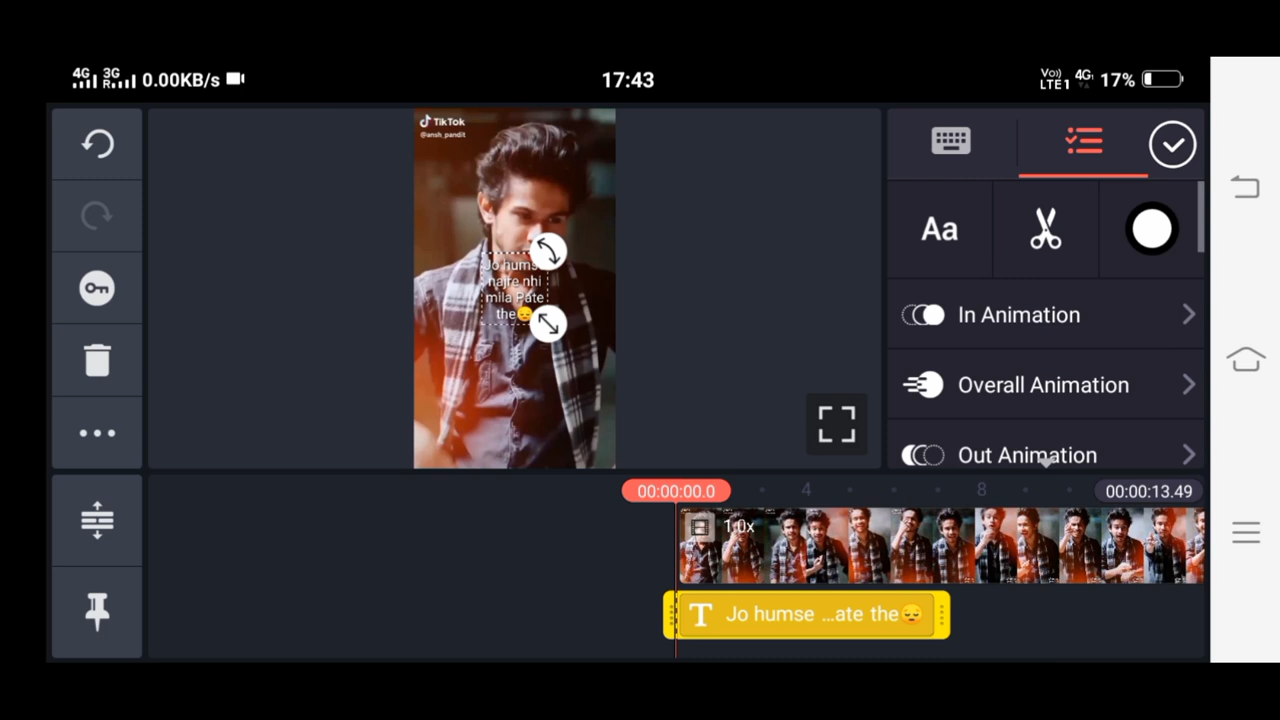 4G 3G R 0.00KB/s
17:43
Vo)) LTE1 4G 17%
TikTok
@ansh_pandit
Jo humse
najre nhi
mila Pate
the😔
Aa
In Animation
Overall Animation
Out Animation
00:00:00.0
4
8
00:00:13.49
1.0x
T Jo humse ...ate the😔